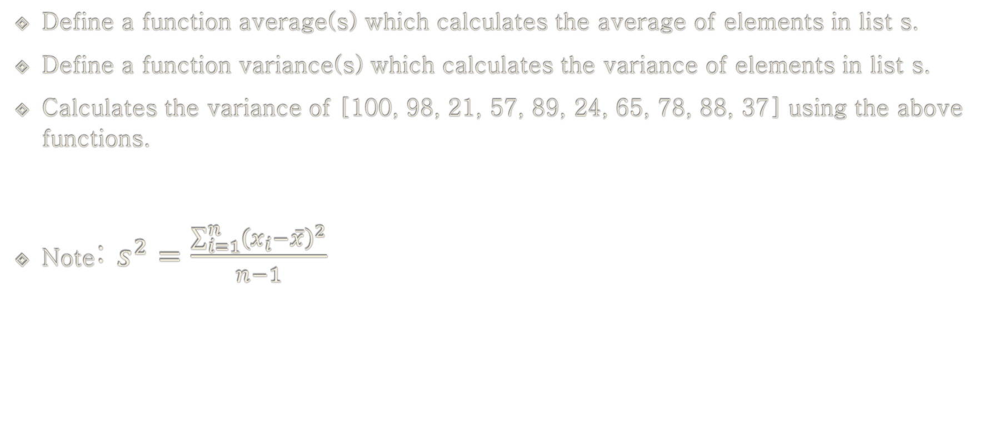 ❖ Define a function average(s) which calculates the average of elements in list s.
❖ Define a function variance(s) which calculates the variance of elements in list s.
❖ Calculates the variance of [100, 98, 21, 57, 89, 24, 65, 78, 88, 37] using the above
functions.
❖ Note: $s^2 = \frac{\sum_{i=1}^{n}(x_i-\bar{x})^2}{n-1}$